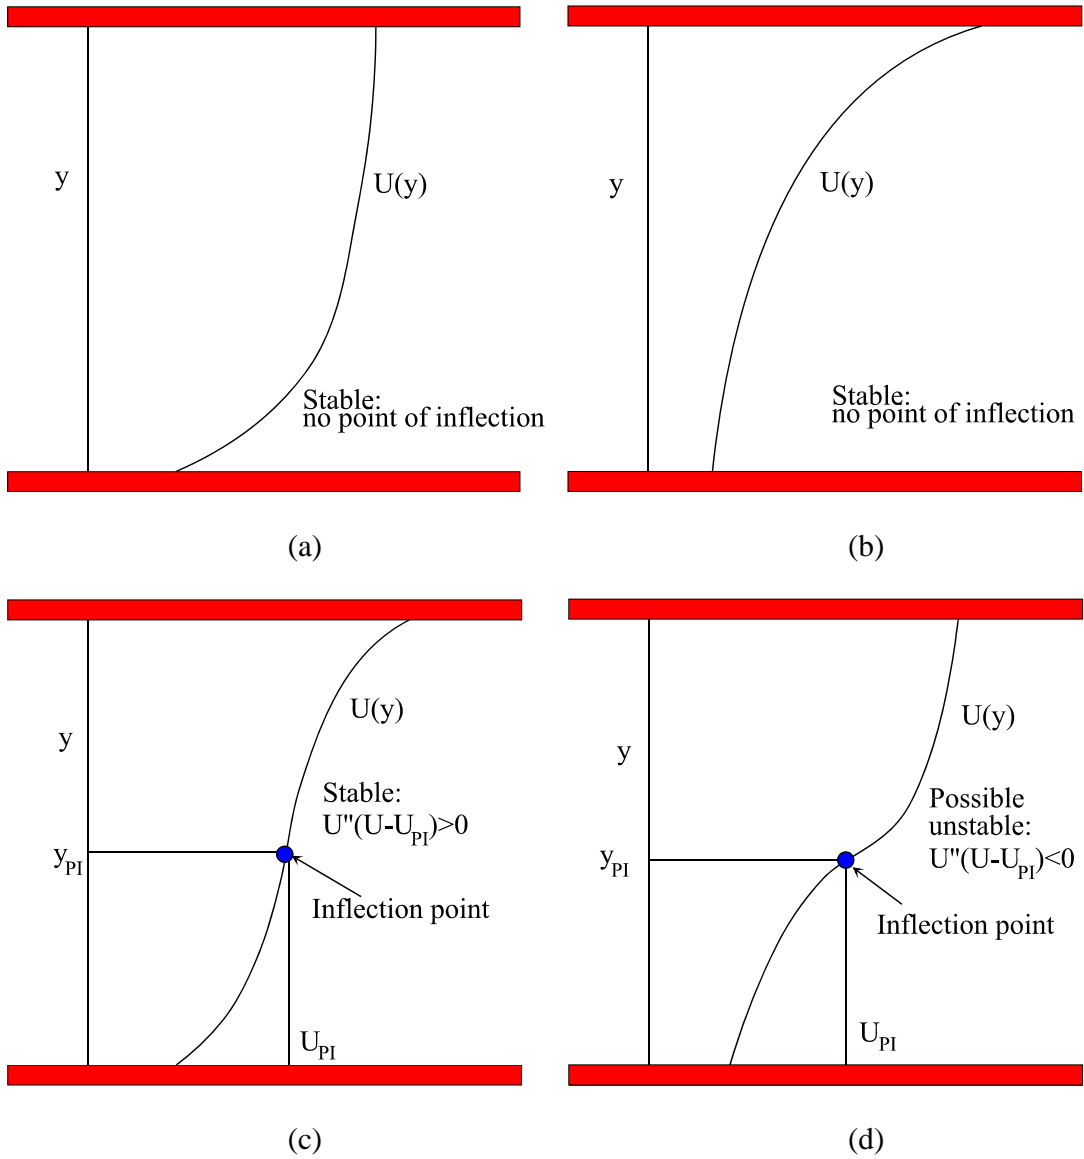 y
U(y)
Stable:
no point of inflection
(a)
y
U(y)
Stable:
no point of inflection
(b)
U(y)
y
Stable:
U"(U-U_PI)>0
y_PI
Inflection point
U_PI
(c)
U(y)
y
Possible
unstable:
U"(U-U_PI)<0
y_PI
Inflection point
U_PI
(d)